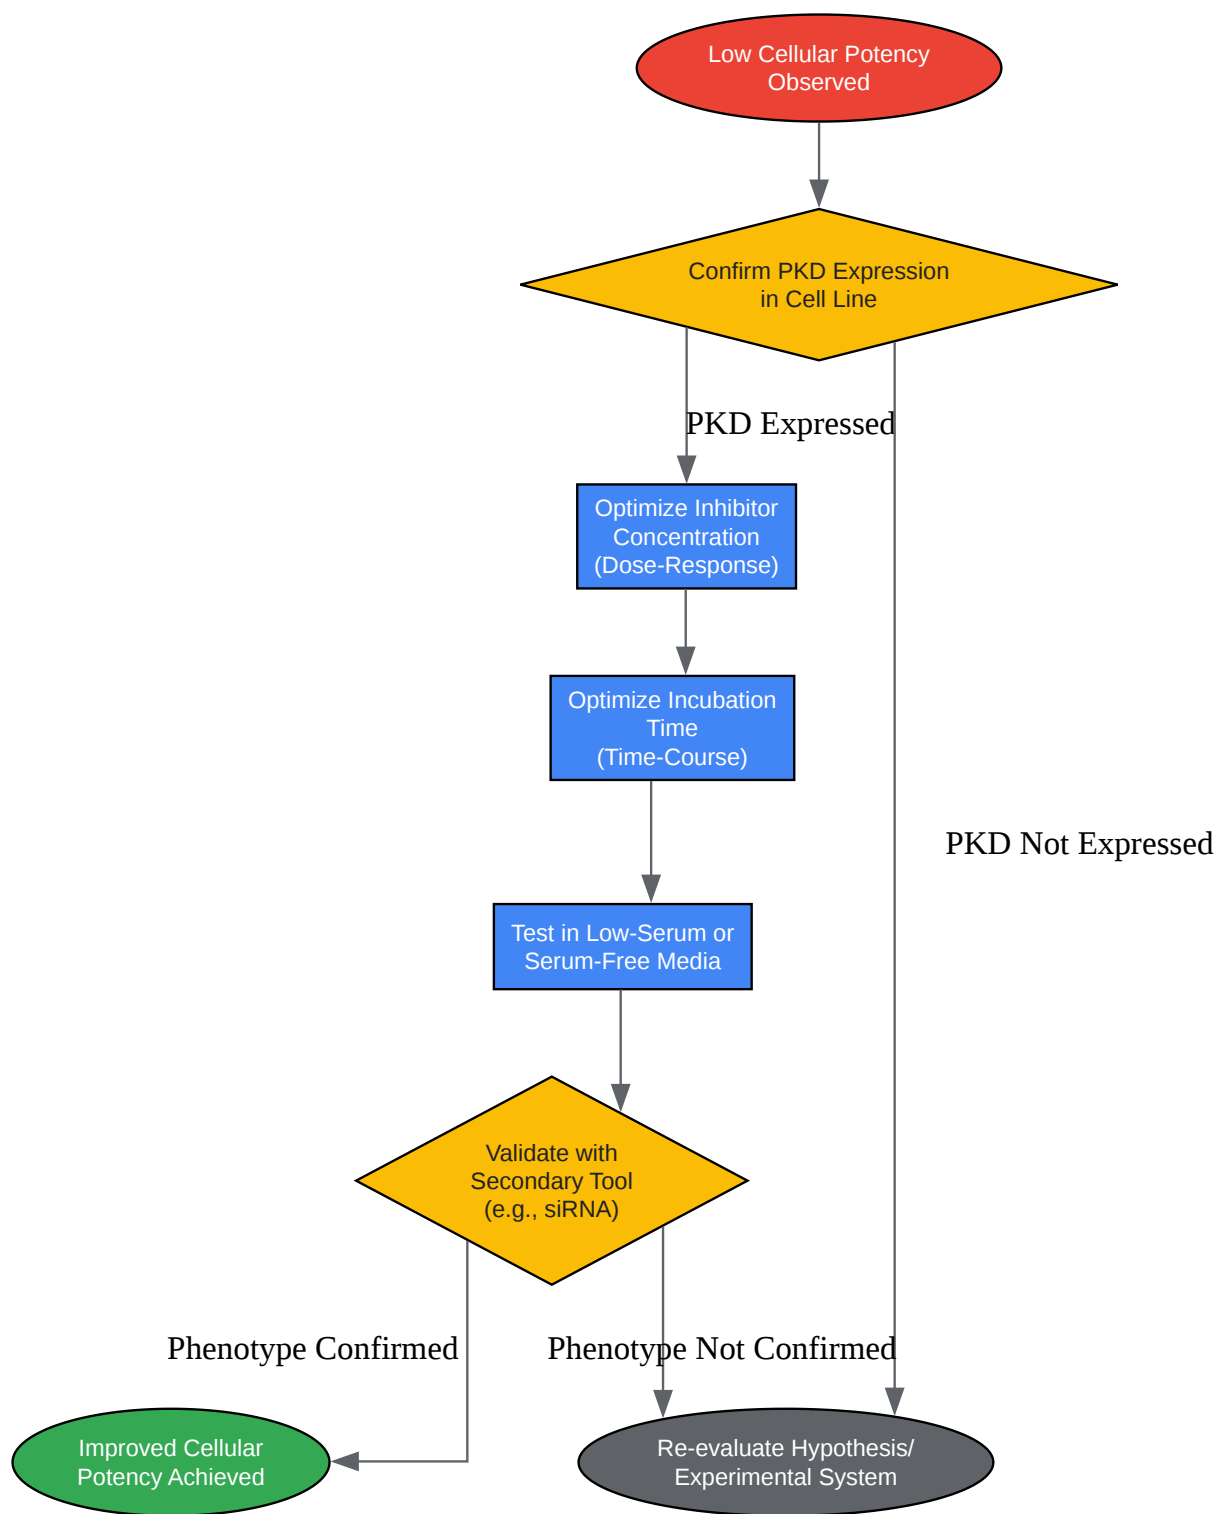 Low Cellular Potency
Observed
Confirm PKD Expression
in Cell Line
PKD Expressed
Optimize Inhibitor
Concentration
(Dose-Response)
Optimize Incubation
Time
(Time-Course)
PKD Not Expressed
Test in Low-Serum or
Serum-Free Media
Validate with
Secondary Tool
(e.g., siRNA)
Phenotype Confirmed
Phenotype Not Confirmed
Improved Cellular
Potency Achieved
Re-evaluate Hypothesis/
Experimental System